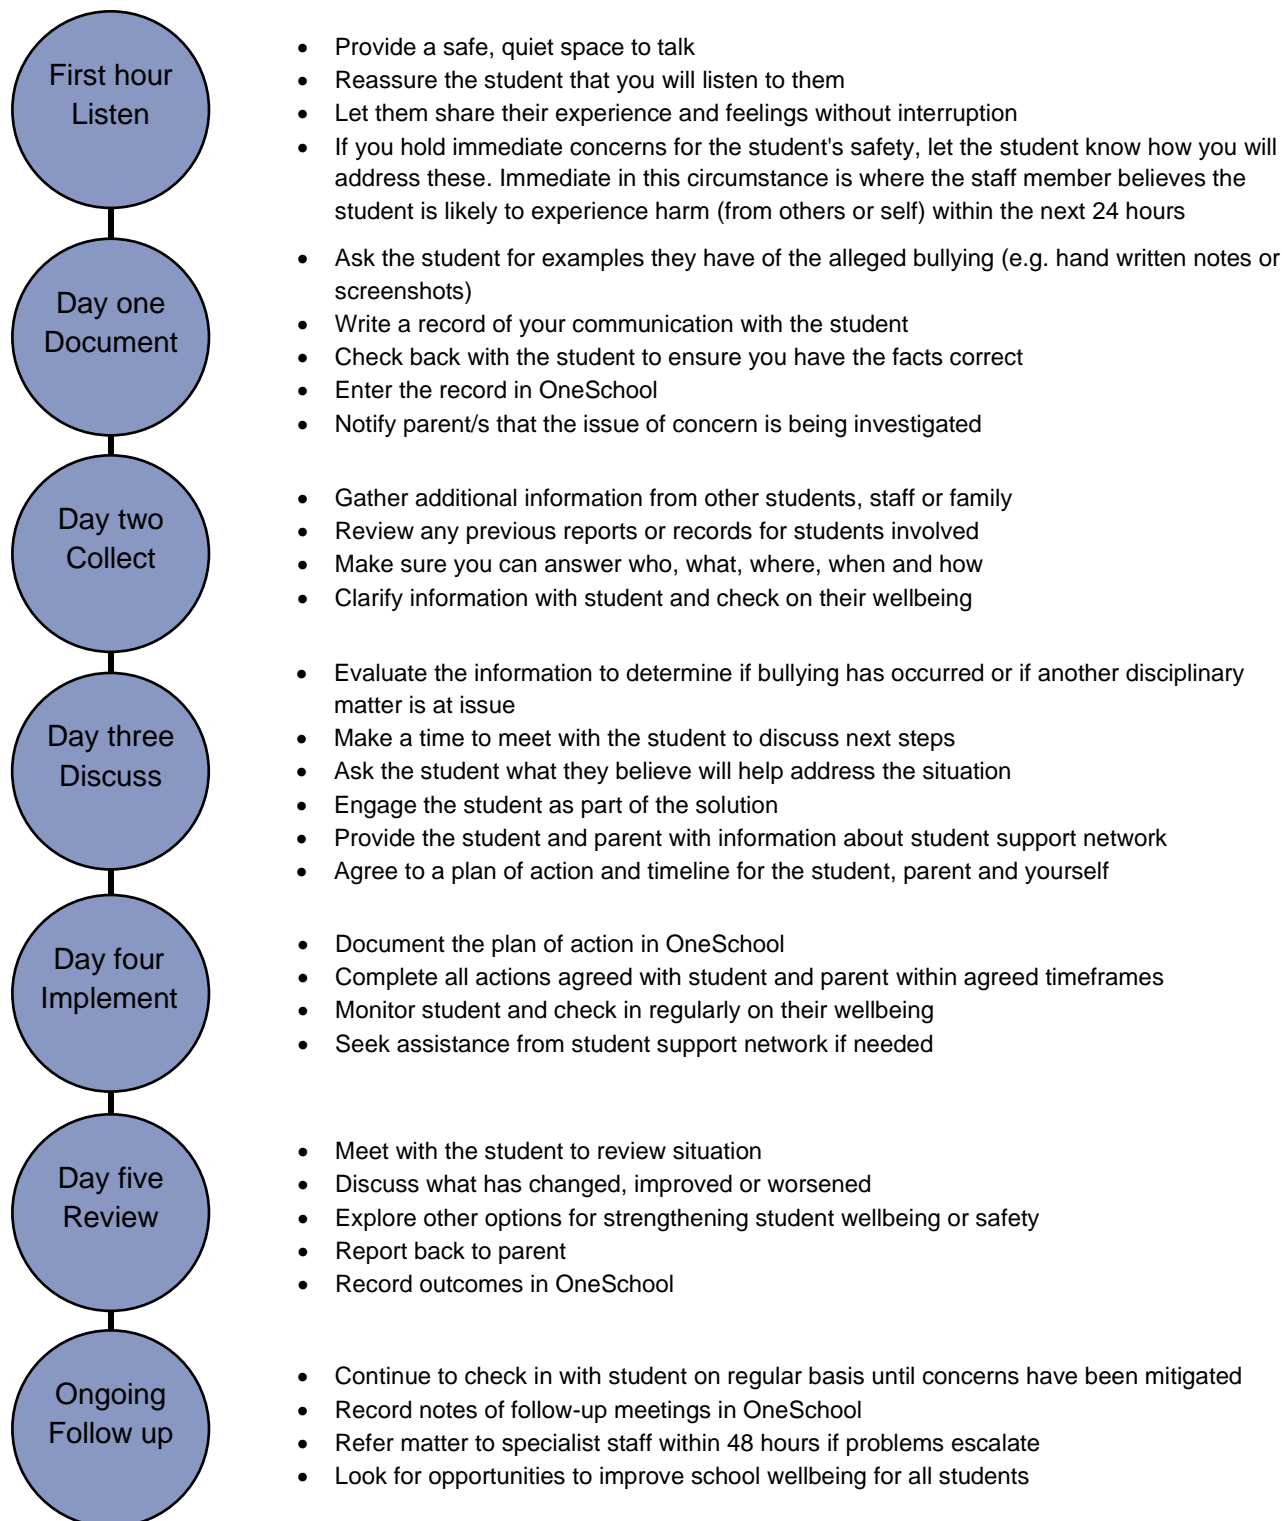 First hour
Listen
• Provide a safe, quiet space to talk
• Reassure the student that you will listen to them
• Let them share their experience and feelings without interruption
• If you hold immediate concerns for the student's safety, let the student know how you will
address these. Immediate in this circumstance is where the staff member believes the
student is likely to experience harm (from others or self) within the next 24 hours
Day one
Document
• Ask the student for examples they have of the alleged bullying (e.g. hand written notes or
screenshots)
• Write a record of your communication with the student
• Check back with the student to ensure you have the facts correct
• Enter the record in OneSchool
• Notify parent/s that the issue of concern is being investigated
Day two
Collect
• Gather additional information from other students, staff or family
• Review any previous reports or records for students involved
• Make sure you can answer who, what, where, when and how
• Clarify information with student and check on their wellbeing
Day three
Discuss
• Evaluate the information to determine if bullying has occurred or if another disciplinary
matter is at issue
• Make a time to meet with the student to discuss next steps
• Ask the student what they believe will help address the situation
• Engage the student as part of the solution
• Provide the student and parent with information about student support network
• Agree to a plan of action and timeline for the student, parent and yourself
Day four
Implement
• Document the plan of action in OneSchool
• Complete all actions agreed with student and parent within agreed timeframes
• Monitor student and check in regularly on their wellbeing
• Seek assistance from student support network if needed
Day five
Review
• Meet with the student to review situation
• Discuss what has changed, improved or worsened
• Explore other options for strengthening student wellbeing or safety
• Report back to parent
• Record outcomes in OneSchool
Ongoing
Follow up
• Continue to check in with student on regular basis until concerns have been mitigated
• Record notes of follow-up meetings in OneSchool
• Refer matter to specialist staff within 48 hours if problems escalate
• Look for opportunities to improve school wellbeing for all students